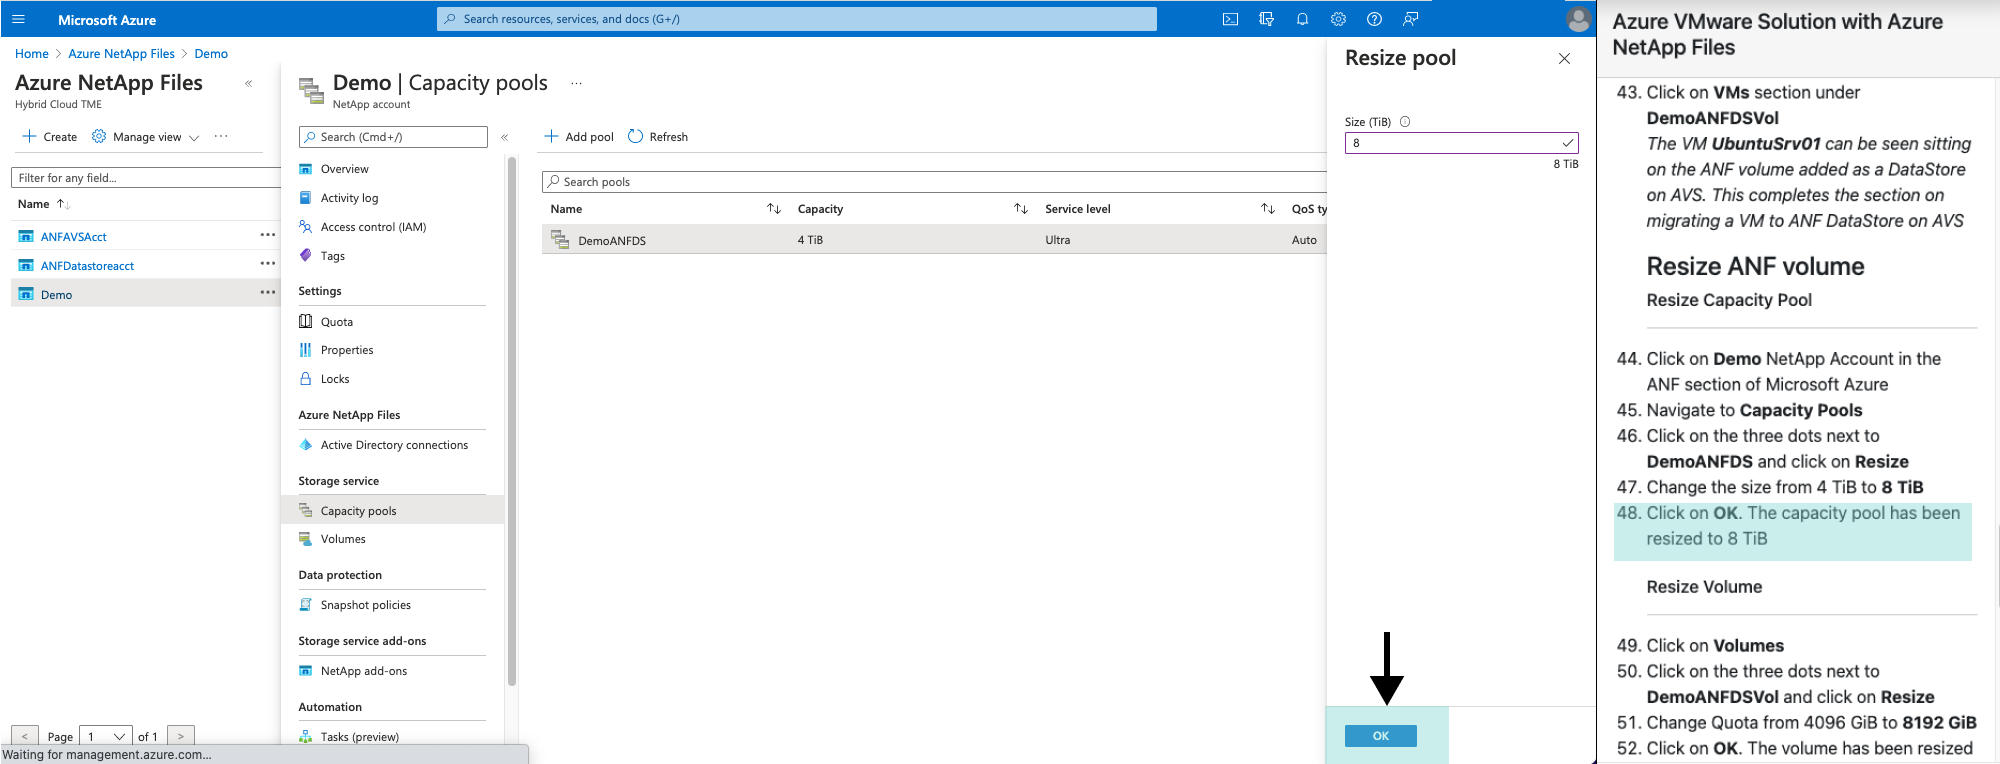 Microsoft Azure
Search resources, services, and docs (G+/)
Home > Azure NetApp Files > Demo
Azure NetApp Files
«
Hybrid Cloud TME
Create
Manage view
···
Filter for any field...
Name ↑↓
ANFAVSAcct ···
ANFDatastoreacct ···
Demo ···
< Page 1 of 1 >
Waiting for management.azure.com...
Demo | Capacity pools ···
NetApp account
Search (Cmd+/)
«
Overview
Activity log
Access control (IAM)
Tags
Settings
Quota
Properties
Locks
Azure NetApp Files
Active Directory connections
Storage service
Capacity pools
Volumes
Data protection
Snapshot policies
Storage service add-ons
NetApp add-ons
Automation
Tasks (preview)
Add pool
Refresh
Search pools
Name ↑↓ Capacity ↑↓ Service level ↑↓ QoS ty
DemoANFDS 4 TiB Ultra Auto
Resize pool
Size (TiB)
8
8 TiB
OK
Azure VMware Solution with Azure
NetApp Files
43. Click on VMs section under
DemoANFDSVol
The VM UbuntuSrv01 can be seen sitting
on the ANF volume added as a DataStore
on AVS. This completes the section on
migrating a VM to ANF DataStore on AVS
Resize ANF volume
Resize Capacity Pool
44. Click on Demo NetApp Account in the
ANF section of Microsoft Azure
45. Navigate to Capacity Pools
46. Click on the three dots next to
DemoANFDS and click on Resize
47. Change the size from 4 TiB to 8 TiB
48. Click on OK. The capacity pool has been
resized to 8 TiB
Resize Volume
49. Click on Volumes
50. Click on the three dots next to
DemoANFDSVol and click on Resize
51. Change Quota from 4096 GiB to 8192 GiB
52. Click on OK. The volume has been resized